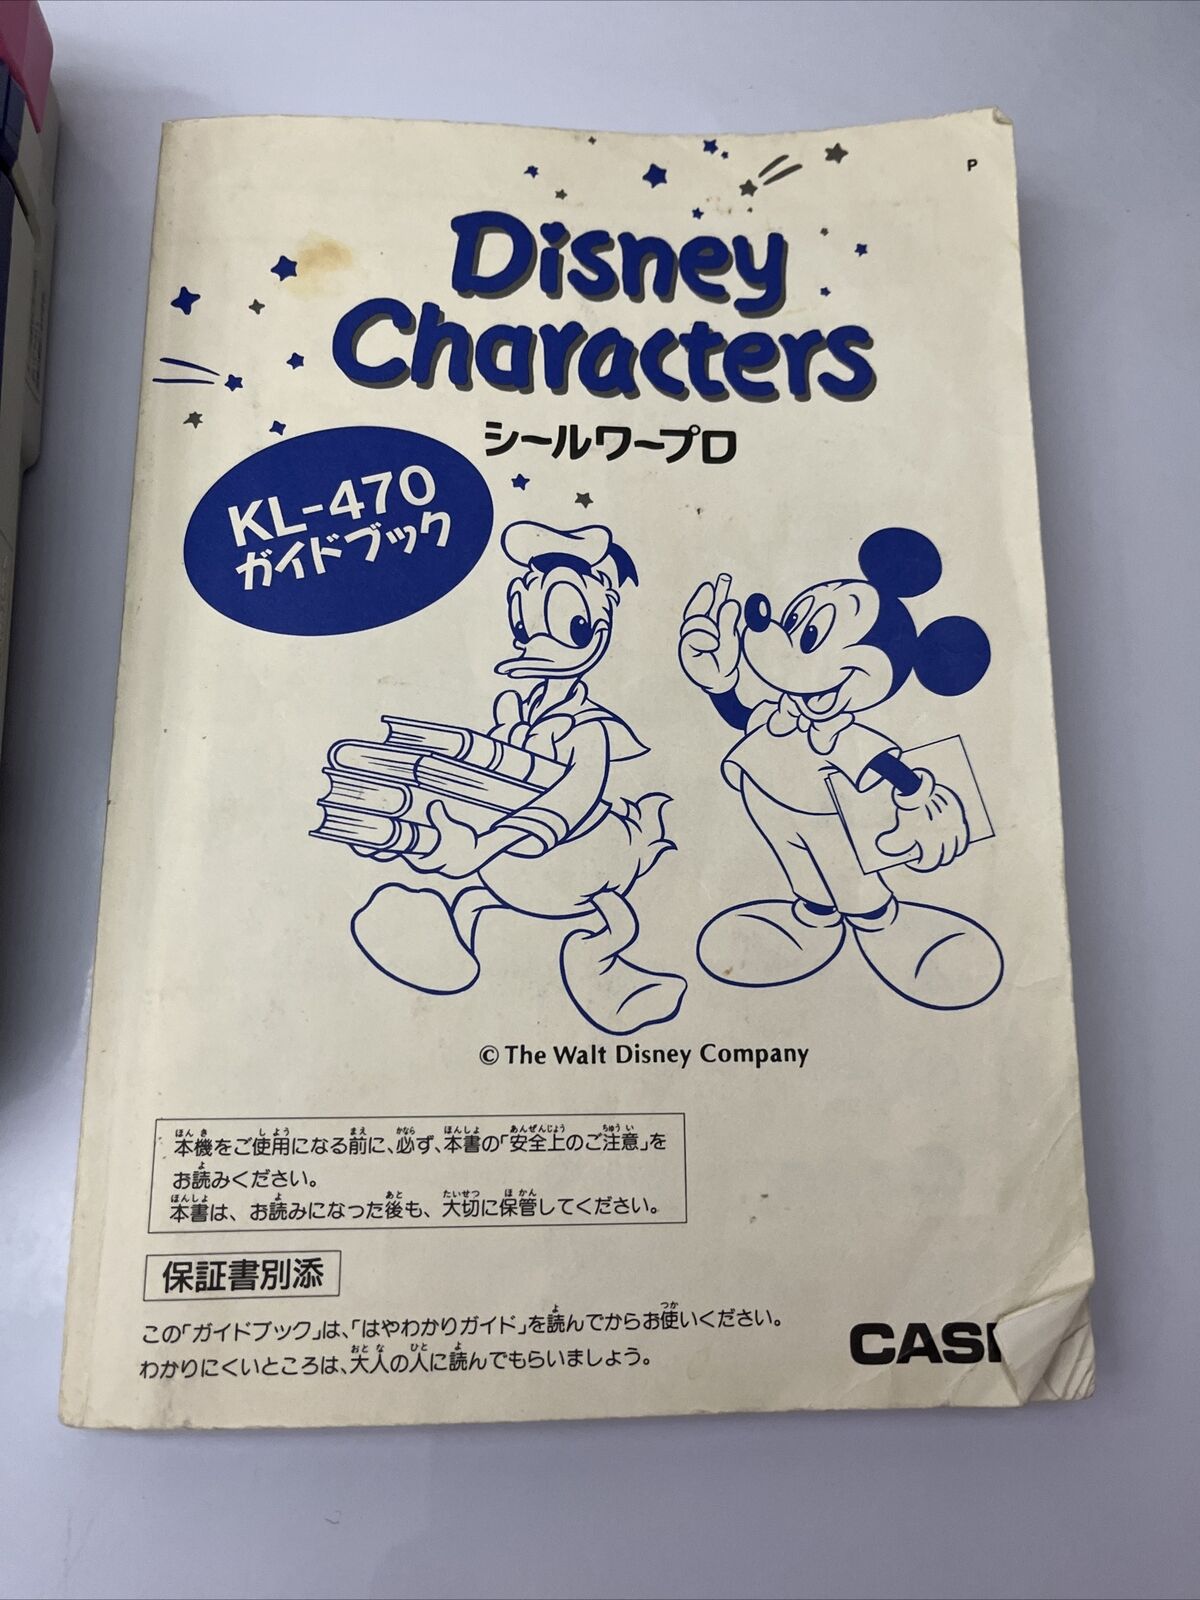 P
Disney
Characters
シールワープロ
KL-470
ガイドブック
© The Walt Disney Company
本機をご使用になる前に、必ず、本書の「安全上のご注意」を
お読みください。
本書は、お読みになった後も、大切に保管してください。
保証書別添
この「ガイドブック」は、「はやわかりガイド」を読んでからお使いください。
わかりにくいところは、大人の人に読んでもらいましょう。
CASI